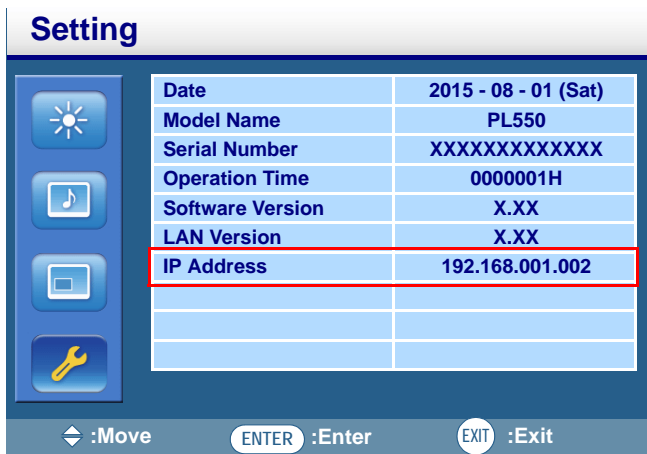 Setting
Date 2015 - 08 - 01 (Sat)
Model Name PL550
Serial Number XXXXXXXXXXXXX
Operation Time 0000001H
Software Version X.XX
LAN Version X.XX
IP Address 192.168.001.002
:Move ENTER :Enter EXIT :Exit